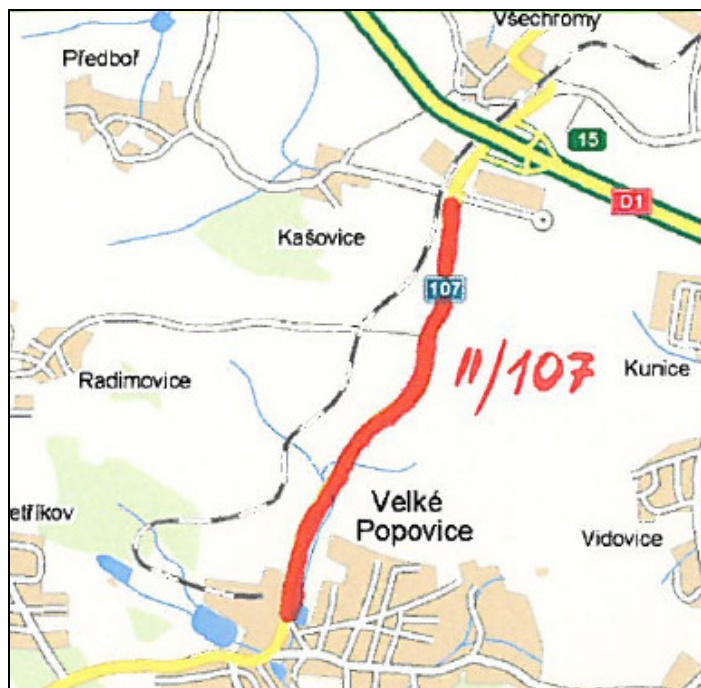 Všechromy
Předboř
15
D1
Kašovice
107
II/107
Kunice
Radimovice
Velké
Popovice
etříkov
Vidovice